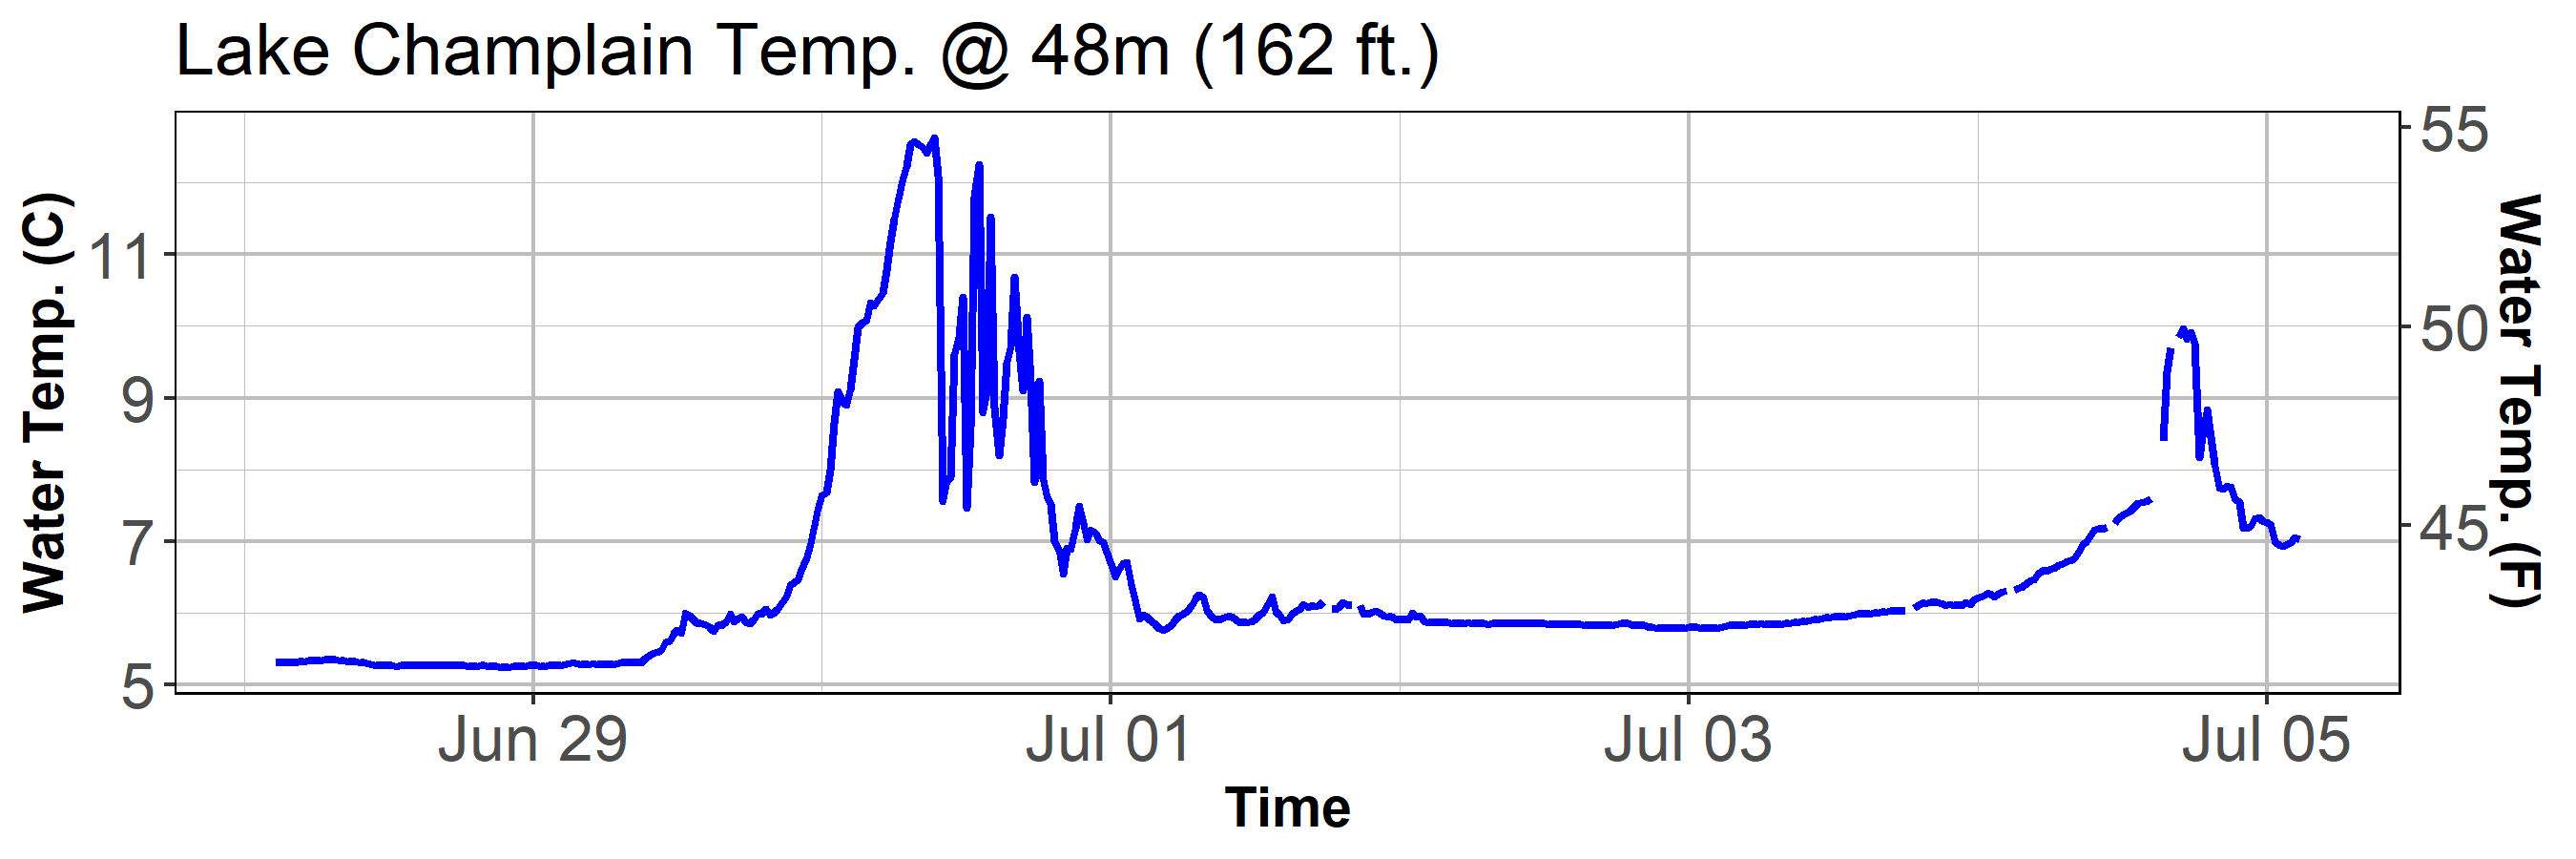 Lake Champlain Temp. @ 48m (162 ft.)
Water Temp. (C)
11
9
7
5
55
50
45
Water Temp. (F)
Jun 29
Jul 01
Jul 03
Jul 05
Time